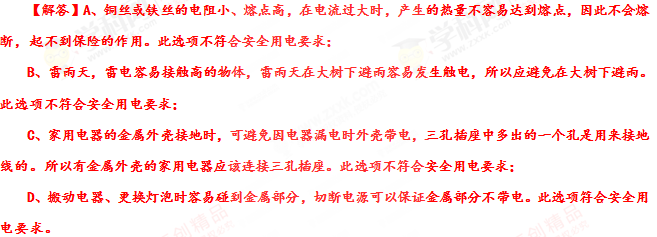 【解答】A、铜丝或铁丝的电阻小、熔点高，在电流过大时，产生的热量不容易达到熔点，因此不会熔
断，起不到保险的作用。此选项不符合安全用电要求；
B、雷雨天，雷电容易接触高的物体，雷雨天在大树下避雨容易发生触电，所以应避免在大树下避雨。
此选项不符合安全用电要求；
C、家用电器的金属外壳接地时，可避免因电器漏电时外壳带电，三孔插座中多出的一个孔是用来接地
线的。所以有金属外壳的家用电器应该连接三孔插座。此选项不符合安全用电要求；
D、搬动电器、更换灯泡时容易碰到金属部分，切断电源可以保证金属部分不带电。此选项符合安全用
电要求。